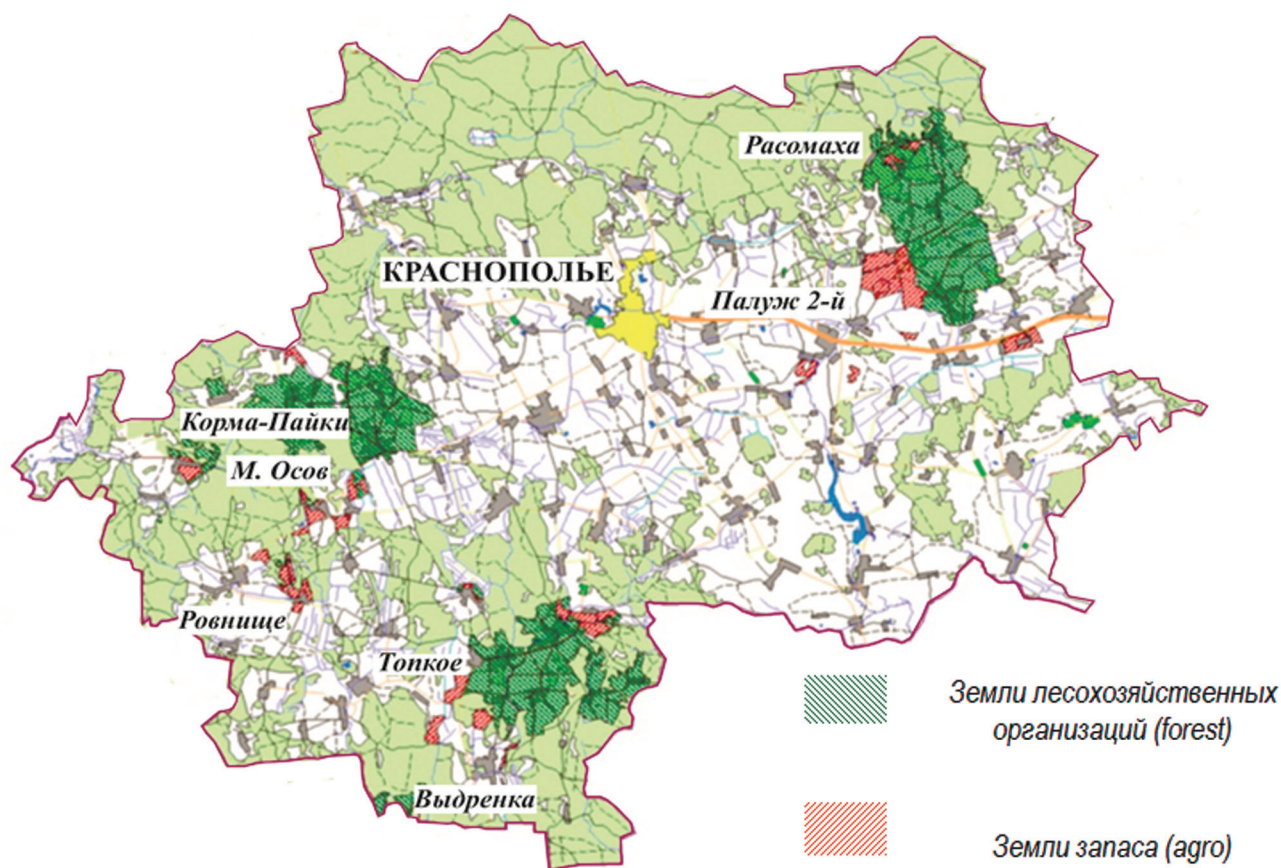 Расомаха
КРАСНОПОЛЬЕ
Палуж 2-й
Корма-Пайки
М. Осов
Ровнище
Топкое
Выдренка
Земли лесохозяйственных
организаций (forest)
Земли запаса (agro)